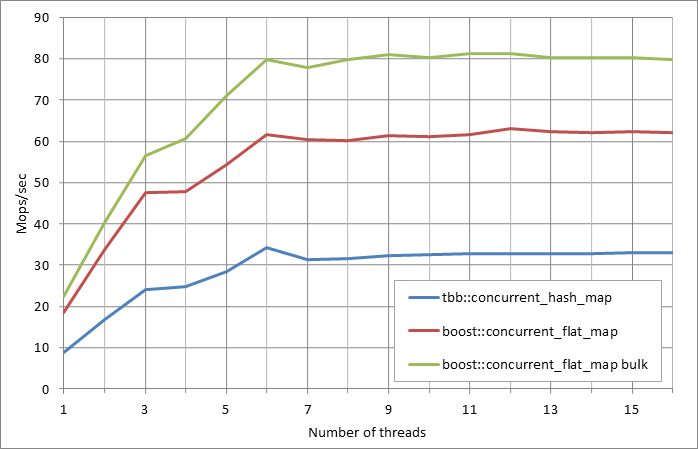 90
80
70
60
50
40
30
20
10
0
Mops/sec
1 3 5 7 9 11 13 15
Number of threads
tbb::concurrent_hash_map
boost::concurrent_flat_map
boost::concurrent_flat_map bulk